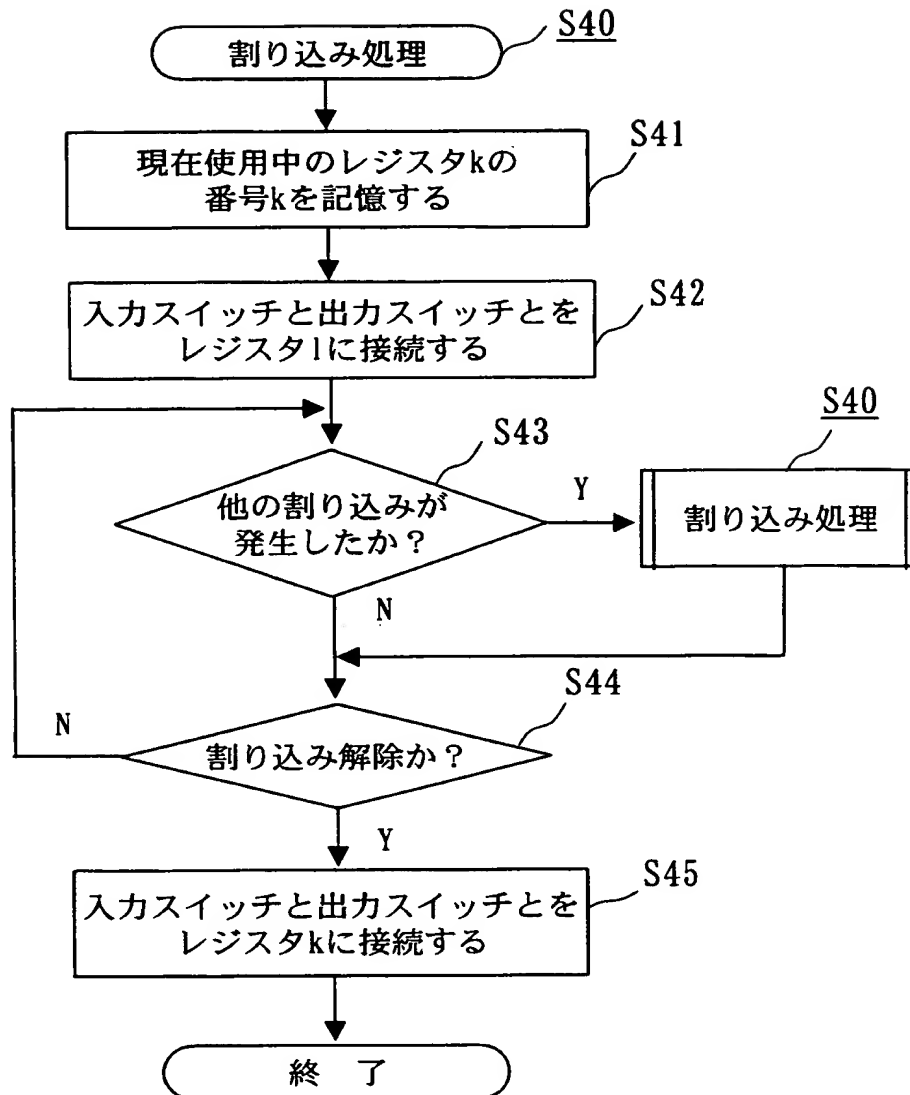 割り込み処理
S40
現在使用中のレジスタkの
番号kを記憶する
S41
入力スイッチと出力スイッチとを
レジスタlに接続する
S42
他の割り込みが
発生したか？
S43
Y
S40
割り込み処理
N
割り込み解除か？
S44
N
Y
入力スイッチと出力スイッチとを
レジスタkに接続する
S45
終 了